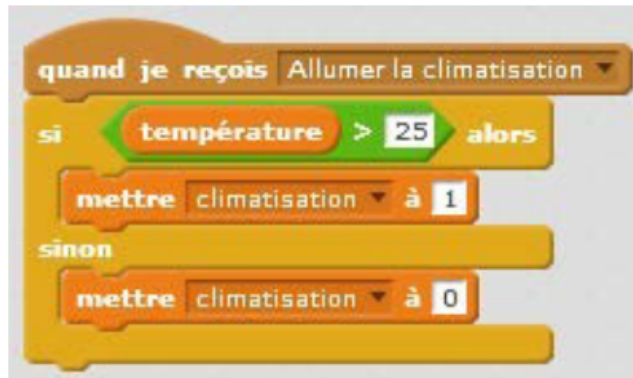 quand je reçois Allumer la climatisation
si température > 25 alors
mettre climatisation à 1
sinon
mettre climatisation à 0